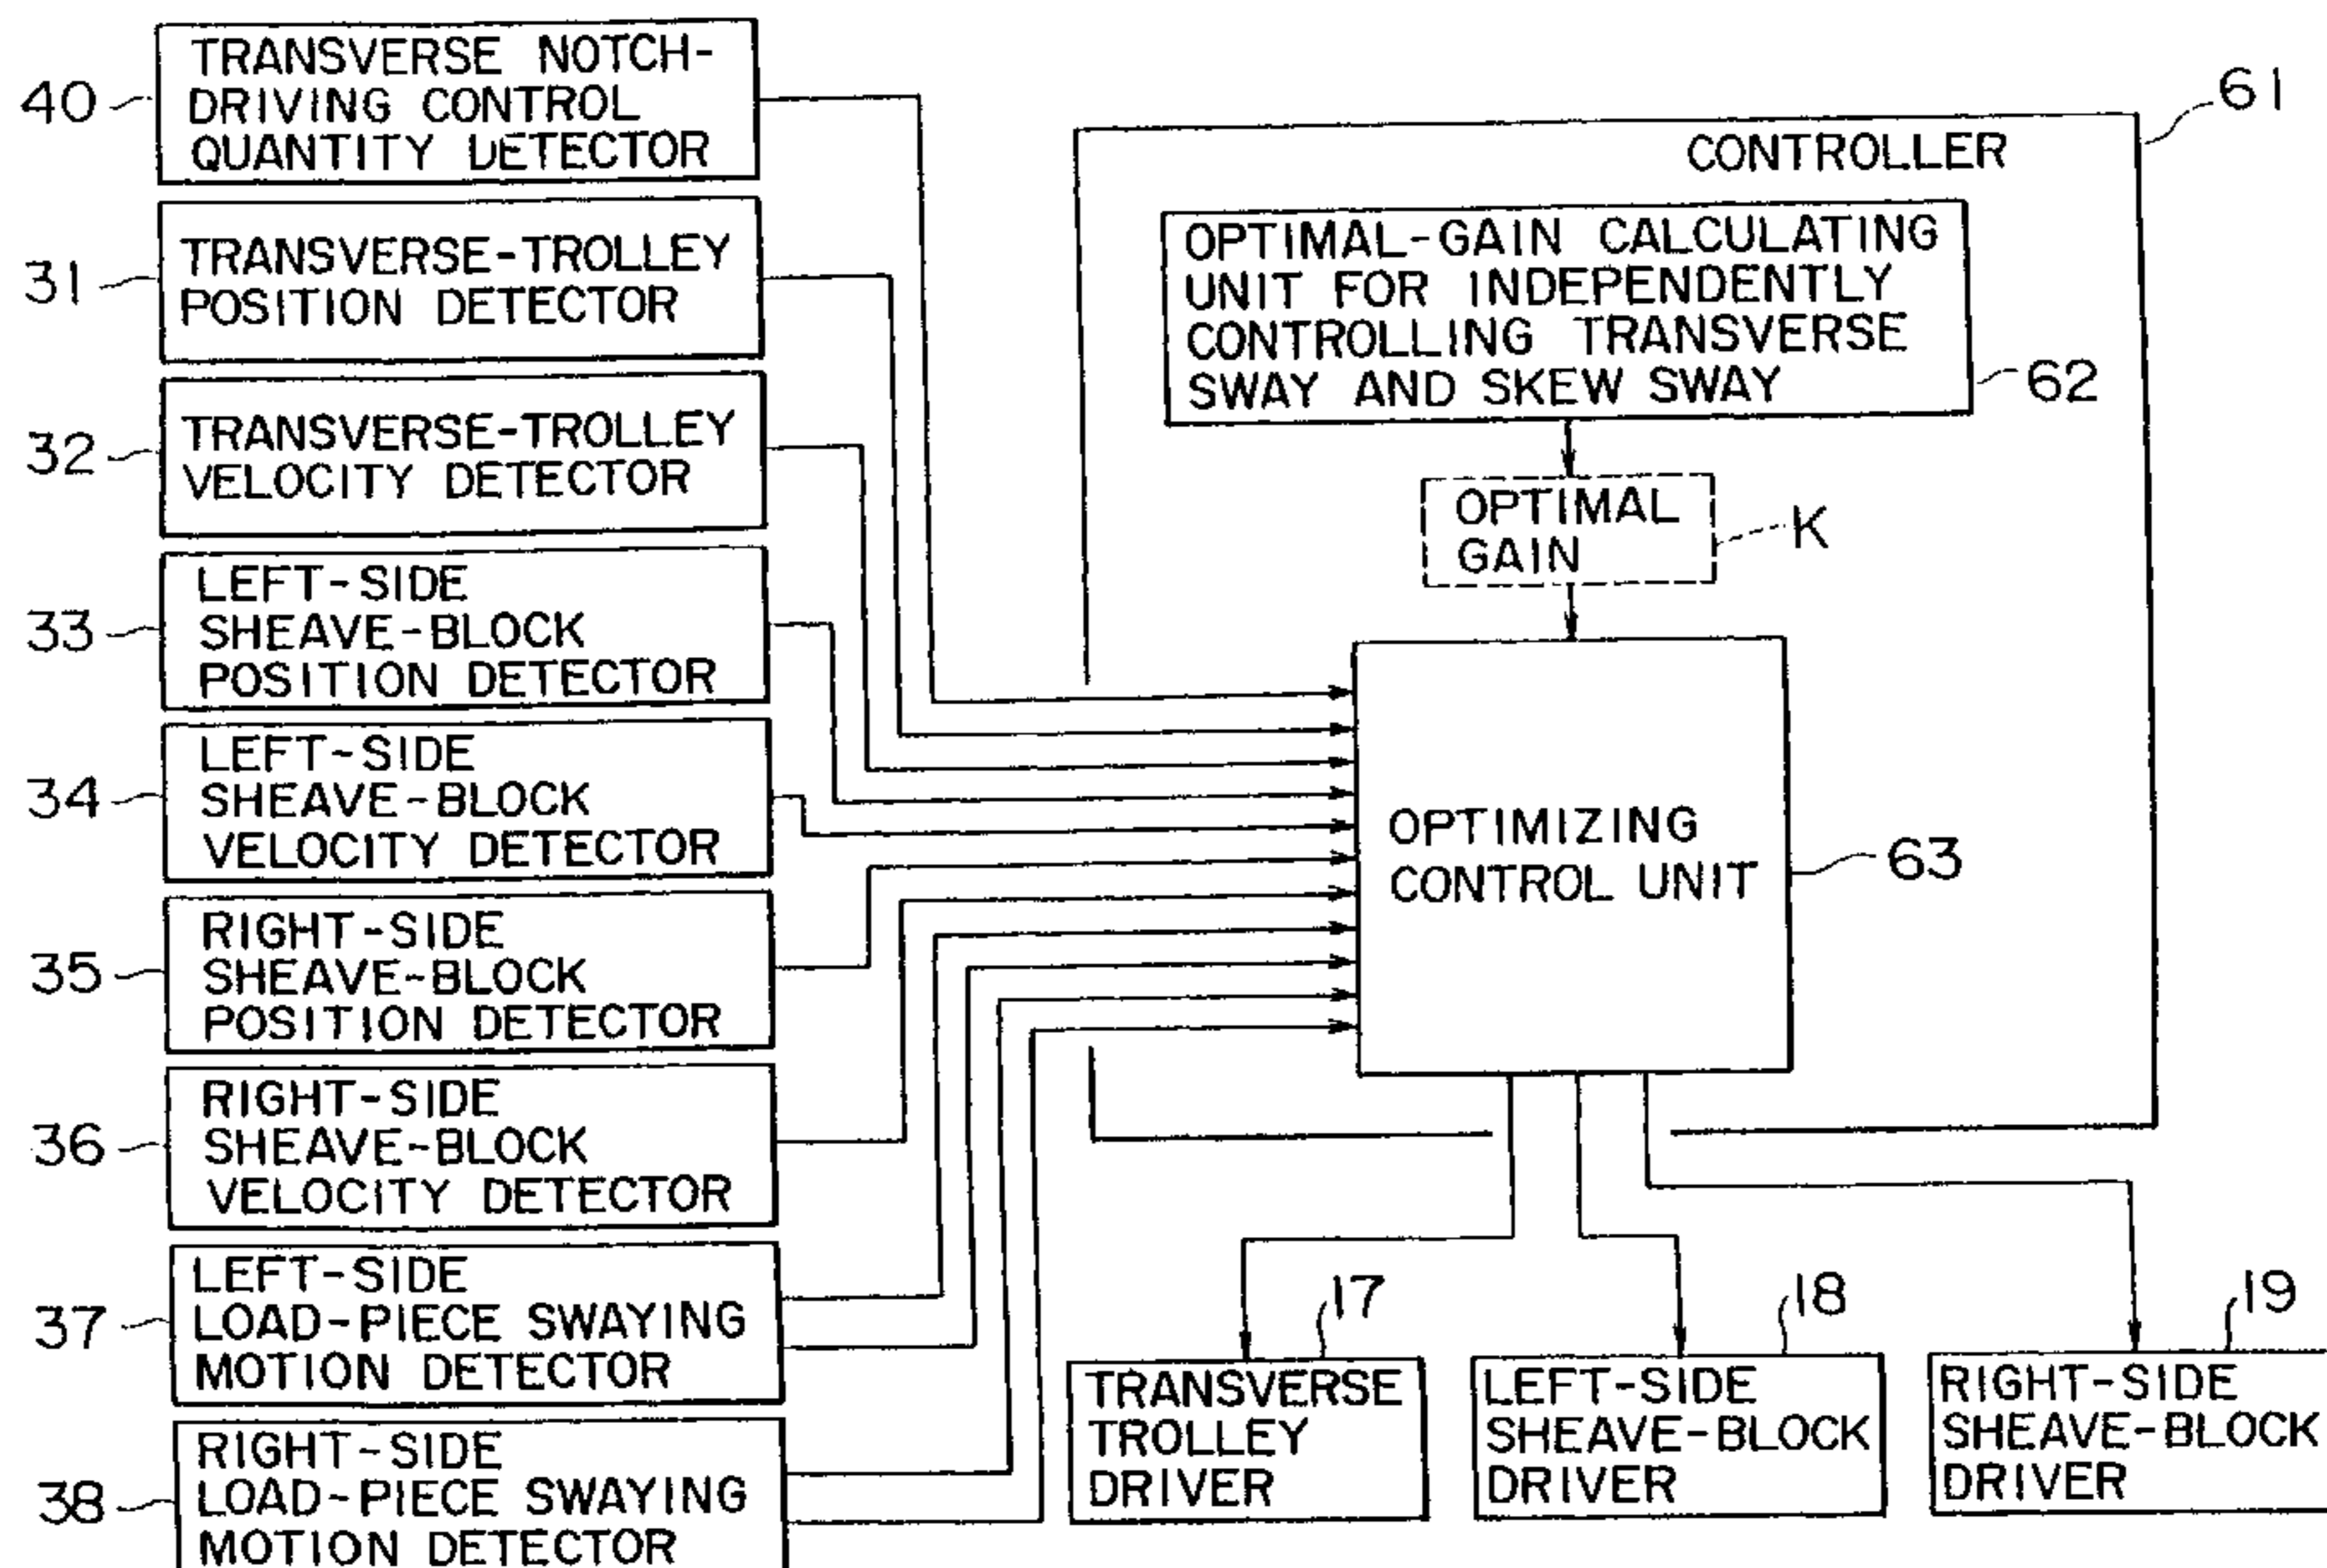 40
TRANSVERSE NOTCH-
DRIVING CONTROL
QUANTITY DETECTOR
31
TRANSVERSE-TROLLEY
POSITION DETECTOR
32
TRANSVERSE-TROLLEY
VELOCITY DETECTOR
33
LEFT-SIDE
SHEAVE-BLOCK
POSITION DETECTOR
34
LEFT-SIDE
SHEAVE-BLOCK
VELOCITY DETECTOR
35
RIGHT-SIDE
SHEAVE-BLOCK
POSITION DETECTOR
36
RIGHT-SIDE
SHEAVE-BLOCK
VELOCITY DETECTOR
37
LEFT-SIDE
LOAD-PIECE SWAYING
MOTION DETECTOR
38
RIGHT-SIDE
LOAD-PIECE SWAYING
MOTION DETECTOR
61
CONTROLLER
OPTIMAL-GAIN CALCULATING
UNIT FOR INDEPENDENTLY
CONTROLLING TRANSVERSE
SWAY AND SKEW SWAY
62
OPTIMAL
GAIN
K
OPTIMIZING
CONTROL UNIT
63
17
TRANSVERSE
TROLLEY
DRIVER
18
LEFT-SIDE
SHEAVE-BLOCK
DRIVER
19
RIGHT-SIDE
SHEAVE-BLOCK
DRIVER